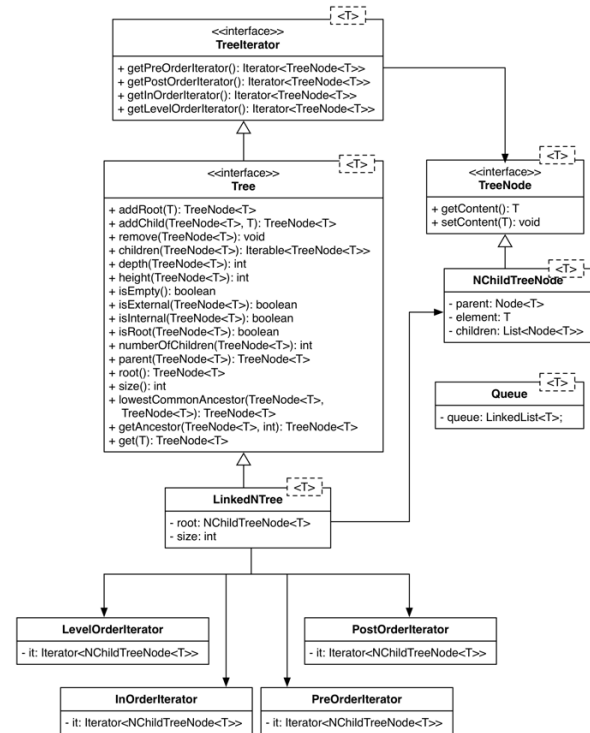 <T>
<<interface>>
TreeIterator
+ getPreOrderIterator(): Iterator<TreeNode<T>>
+ getPostOrderIterator(): Iterator<TreeNode<T>>
+ getInOrderIterator(): Iterator<TreeNode<T>>
+ getLevelOrderIterator(): Iterator<TreeNode<T>>
<T>
<<interface>>
Tree
+ addRoot(T): TreeNode<T>
+ addChild(TreeNode<T>, T): TreeNode<T>
+ remove(TreeNode<T>): void
+ children(TreeNode<T>): Iterable<TreeNode<T>>
+ depth(TreeNode<T>): int
+ height(TreeNode<T>): int
+ isEmpty(): boolean
+ isExternal(TreeNode<T>): boolean
+ isInternal(TreeNode<T>): boolean
+ isRoot(TreeNode<T>): boolean
+ numberOfChildren(TreeNode<T>): int
+ parent(TreeNode<T>): TreeNode<T>
+ root(): TreeNode<T>
+ size(): int
+ lowestCommonAncestor(TreeNode<T>,
TreeNode<T>): TreeNode<T>
+ getAncestor(TreeNode<T>, int): TreeNode<T>
+ get(T): TreeNode<T>
<T>
<<interface>>
TreeNode
+ getContent(): T
+ setContent(T): void
<T>
NChildTreeNode
- parent: Node<T>
- element: T
- children: List<Node<T>>
<T>
Queue
- queue: LinkedList<T>;
<T>
LinkedNTree
- root: NChildTreeNode<T>
- size: int
LevelOrderIterator
- it: Iterator<NChildTreeNode<T>>
PostOrderIterator
- it: Iterator<NChildTreeNode<T>>
InOrderIterator
- it: Iterator<NChildTreeNode<T>>
PreOrderIterator
- it: Iterator<NChildTreeNode<T>>